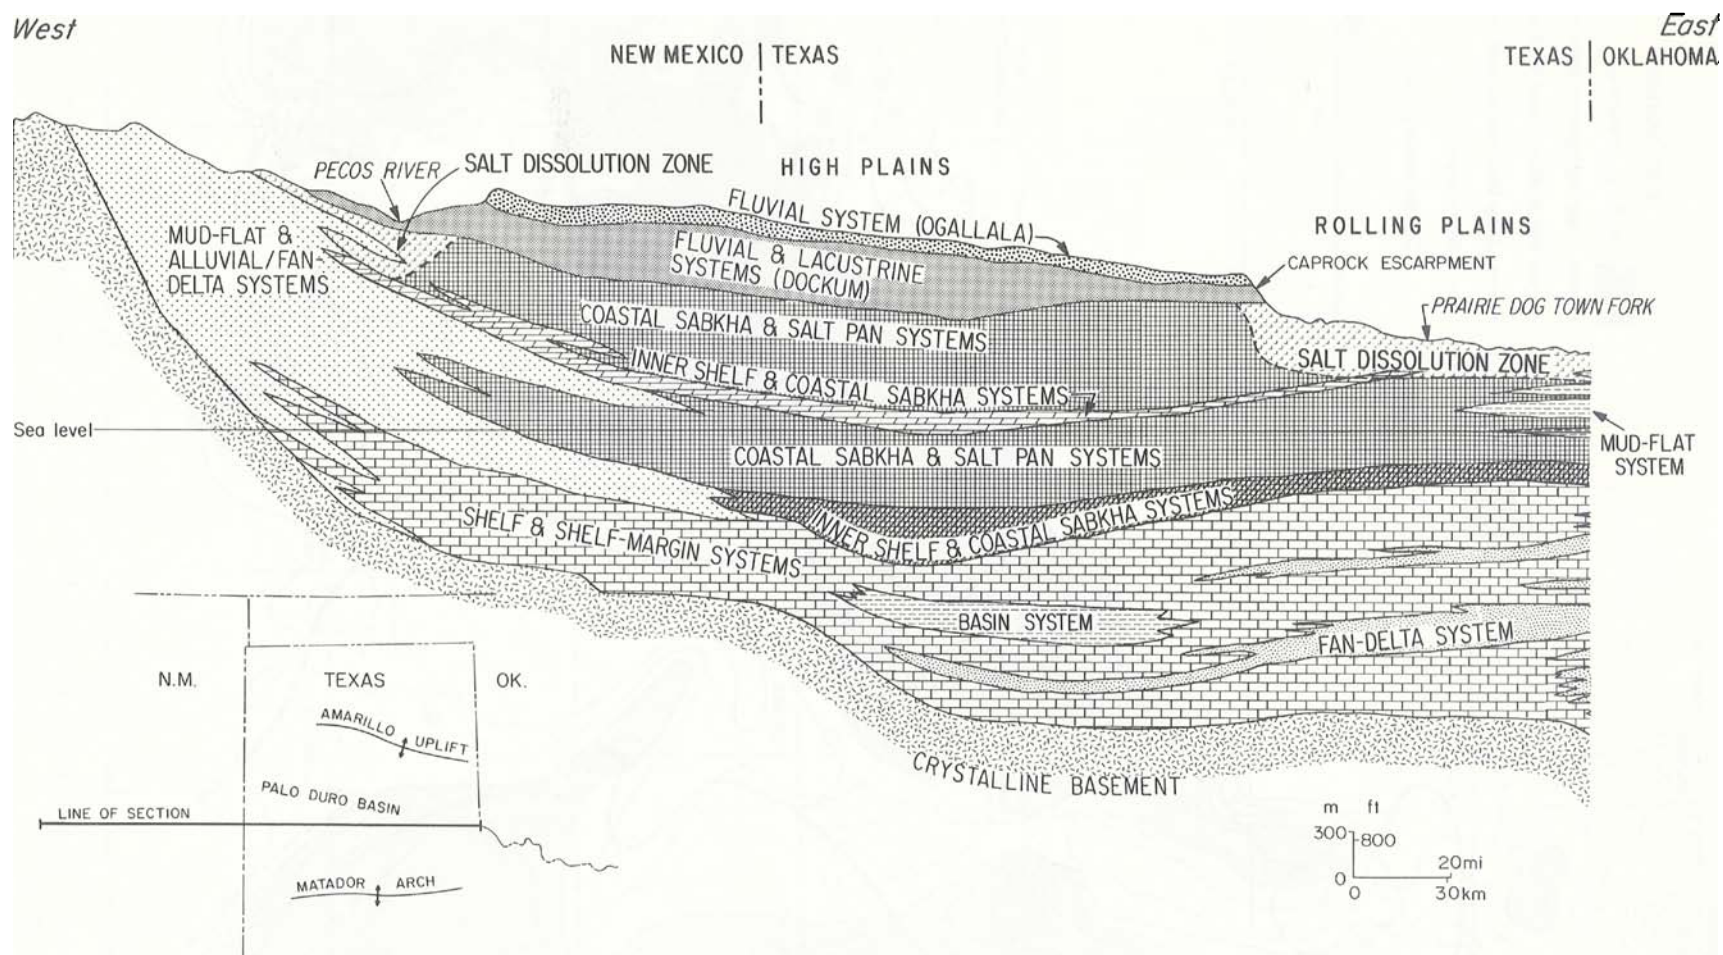 West
East
NEW MEXICO | TEXAS
TEXAS | OKLAHOMA
PECOS RIVER
SALT DISSOLUTION ZONE
HIGH PLAINS
FLUVIAL SYSTEM (OGALLALA)
ROLLING PLAINS
MUD-FLAT &
ALLUVIAL/FAN-
DELTA SYSTEMS
FLUVIAL & LACUSTRINE
SYSTEMS (DOCKUM)
CAPROCK ESCARPMENT
PRAIRIE DOG TOWN FORK
COASTAL SABKHA & SALT PAN SYSTEMS
SALT DISSOLUTION ZONE
INNER SHELF & COASTAL SABKHA SYSTEMS
Sea level
MUD-FLAT
SYSTEM
COASTAL SABKHA & SALT PAN SYSTEMS
INNER SHELF & COASTAL SABKHA SYSTEMS
SHELF & SHELF-MARGIN SYSTEMS
BASIN SYSTEM
FAN-DELTA SYSTEM
CRYSTALLINE BASEMENT
N.M.
TEXAS
OK.
AMARILLO UPLIFT
PALO DURO BASIN
LINE OF SECTION
MATADOR ARCH
m ft
300 800
20mi
0
0 30km